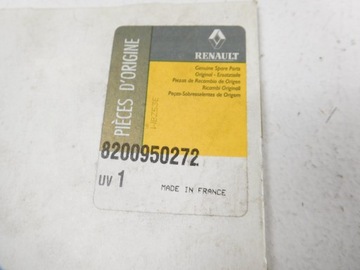 PIÈCES D'ORIGINE
RENAULT
Genuine Spare Parts
Original - Ersatzteile
Piezas de Recambio de Origen
Ricambi Originali
Peças-Sobresselentes de Origem
8200950272
UV 1
MADE IN FRANCE